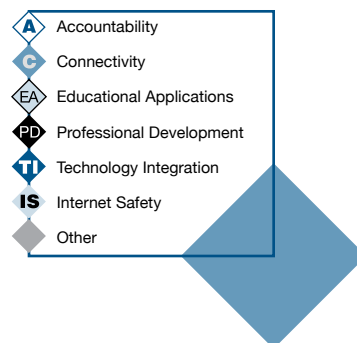 A Accountability
C Connectivity
EA Educational Applications
PD Professional Development
TI Technology Integration
IS Internet Safety
Other